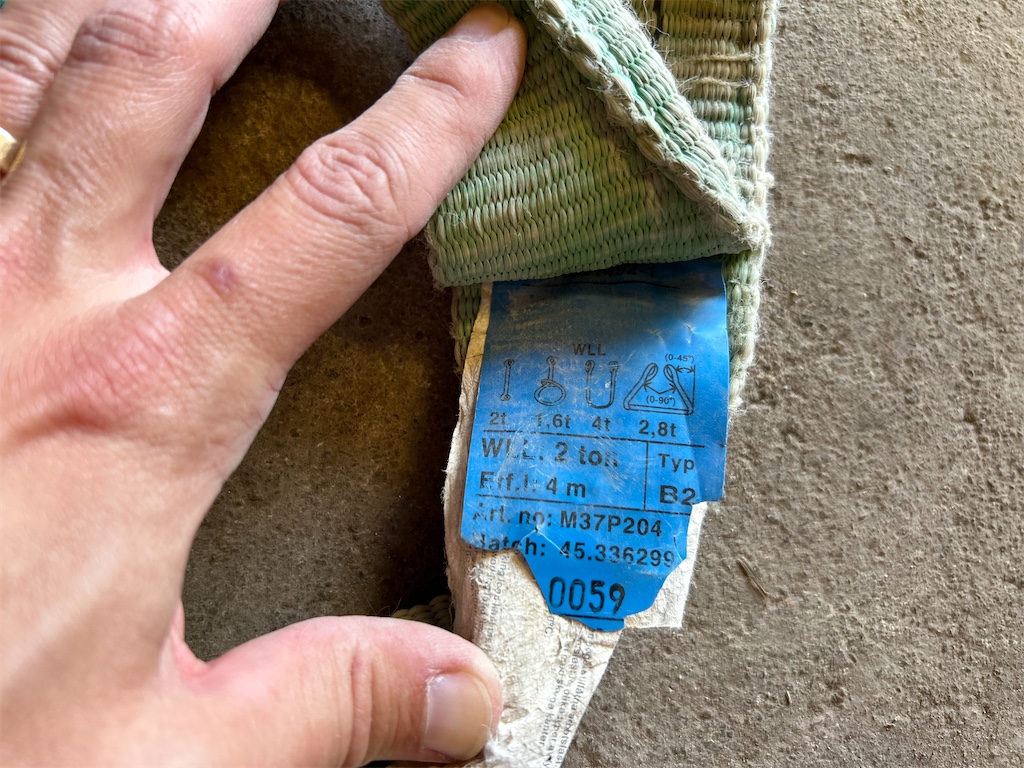 WLL
(0-45°)
(0-90°)
2t 1,6t 4t 2,8t
WLL: 2 ton
Typ
Eff.l: 4 m
B2
Art. no: M37P204
Batch: 45.336299
0059